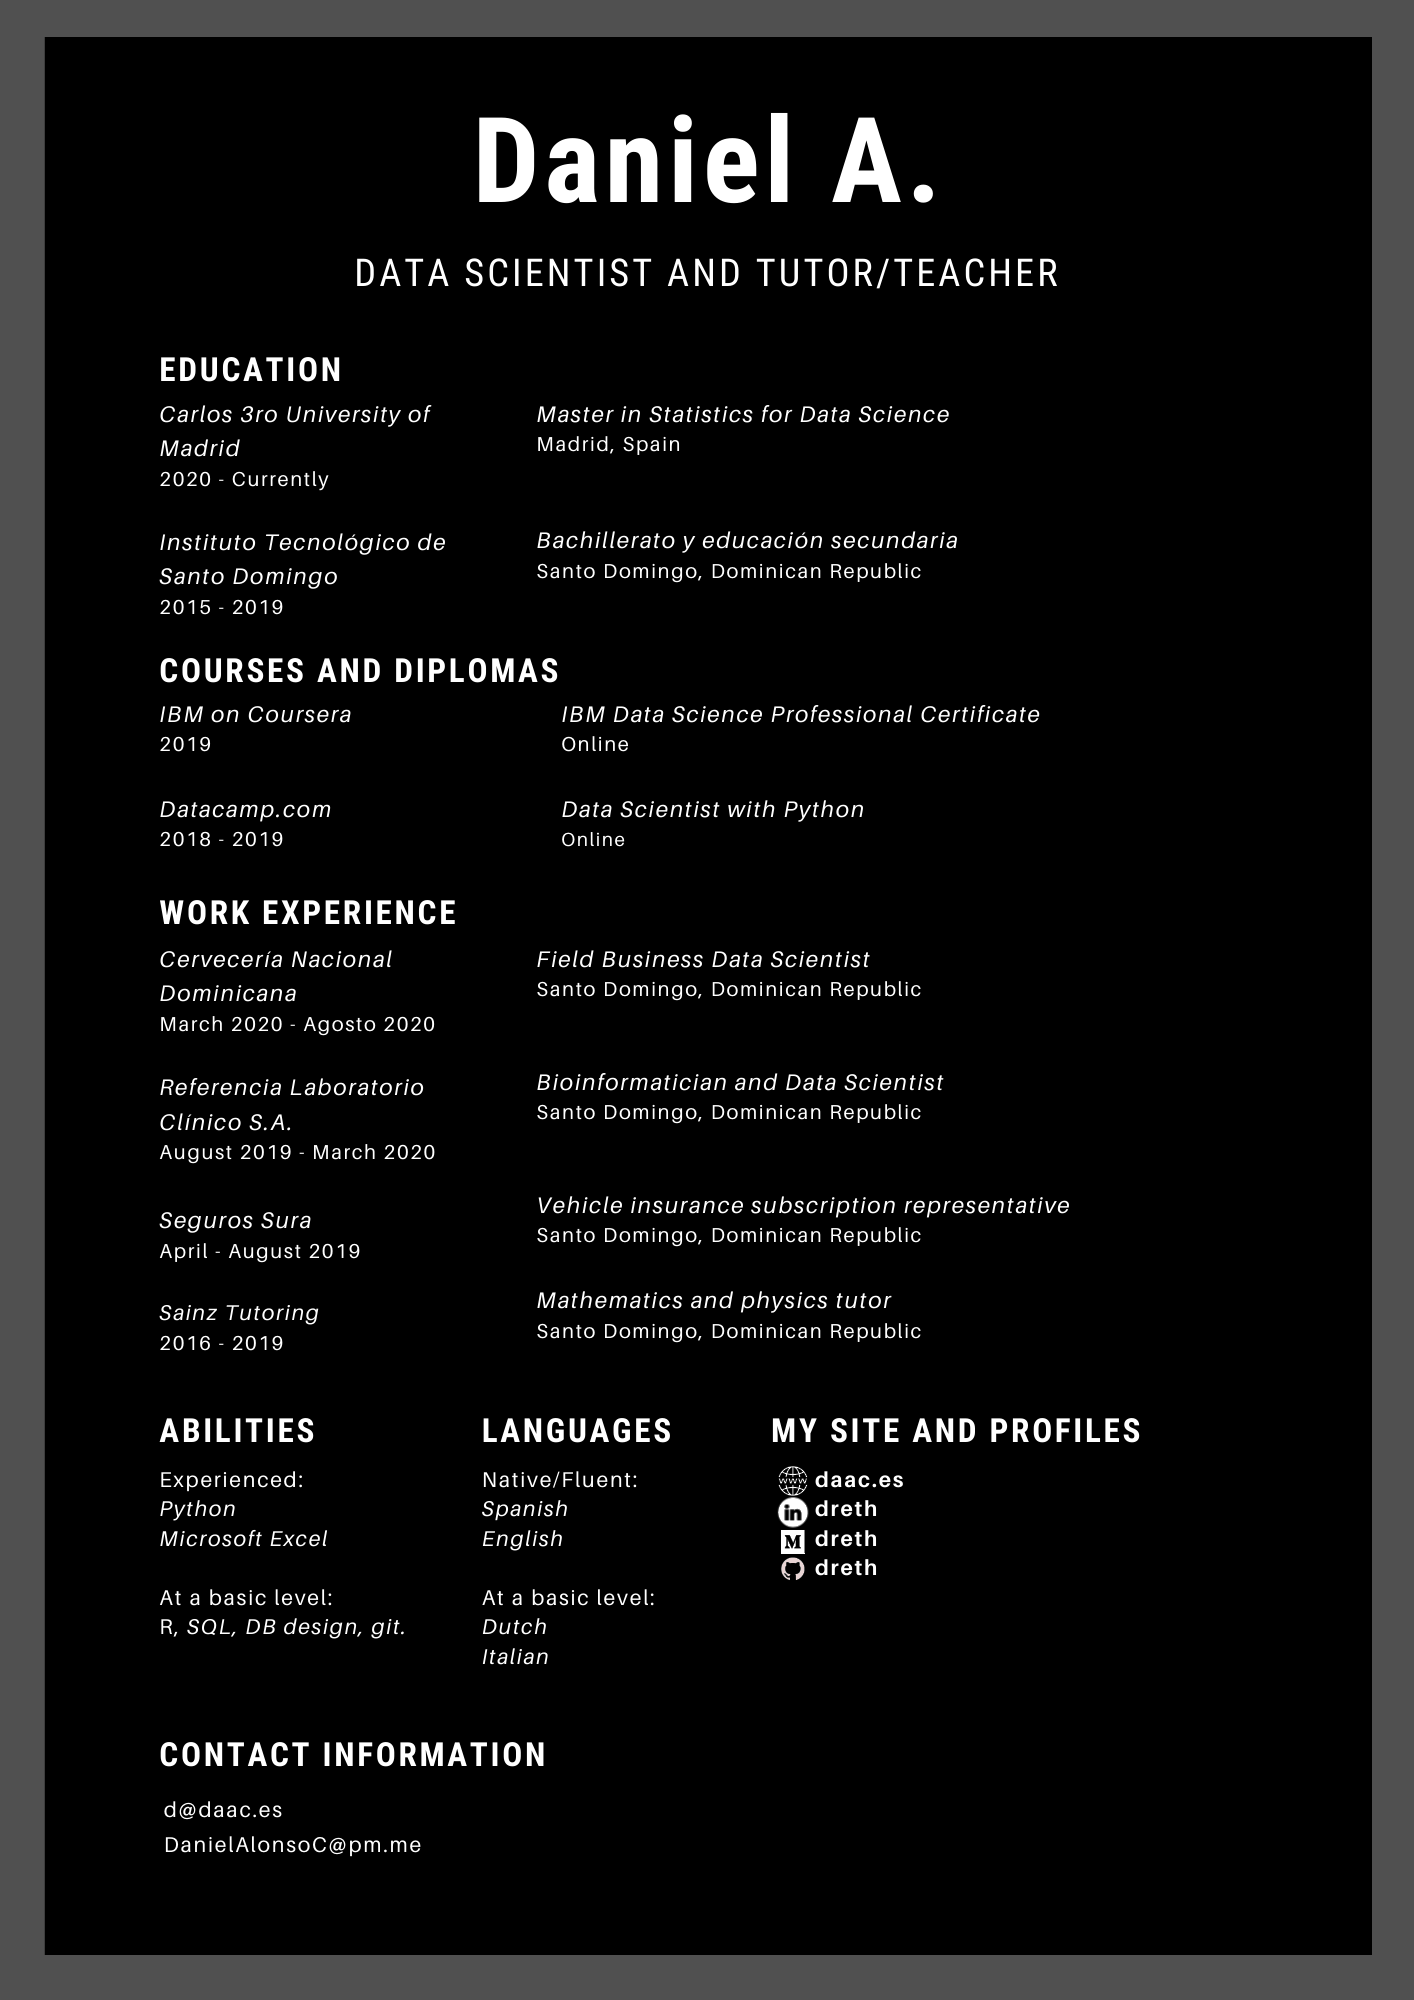 Daniel A.
DATA SCIENTIST AND TUTOR/TEACHER
EDUCATION
Carlos 3ro University of
Madrid
2020 - Currently
Master in Statistics for Data Science
Madrid, Spain
Instituto Tecnológico de
Santo Domingo
2015 - 2019
Bachillerato y educación secundaria
Santo Domingo, Dominican Republic
COURSES AND DIPLOMAS
IBM on Coursera
2019
IBM Data Science Professional Certificate
Online
Datacamp.com
2018 - 2019
Data Scientist with Python
Online
WORK EXPERIENCE
Cervecería Nacional
Dominicana
March 2020 - Agosto 2020
Field Business Data Scientist
Santo Domingo, Dominican Republic
Referencia Laboratorio
Clínico S.A.
August 2019 - March 2020
Bioinformatician and Data Scientist
Santo Domingo, Dominican Republic
Seguros Sura
April - August 2019
Vehicle insurance subscription representative
Santo Domingo, Dominican Republic
Sainz Tutoring
2016 - 2019
Mathematics and physics tutor
Santo Domingo, Dominican Republic
ABILITIES
Experienced:
Python
Microsoft Excel
At a basic level:
R, SQL, DB design, git.
LANGUAGES
Native/Fluent:
Spanish
English
At a basic level:
Dutch
Italian
MY SITE AND PROFILES
www daac.es
in dreth
M dreth
dreth
CONTACT INFORMATION
d@daac.es
DanielAlonsoC@pm.me